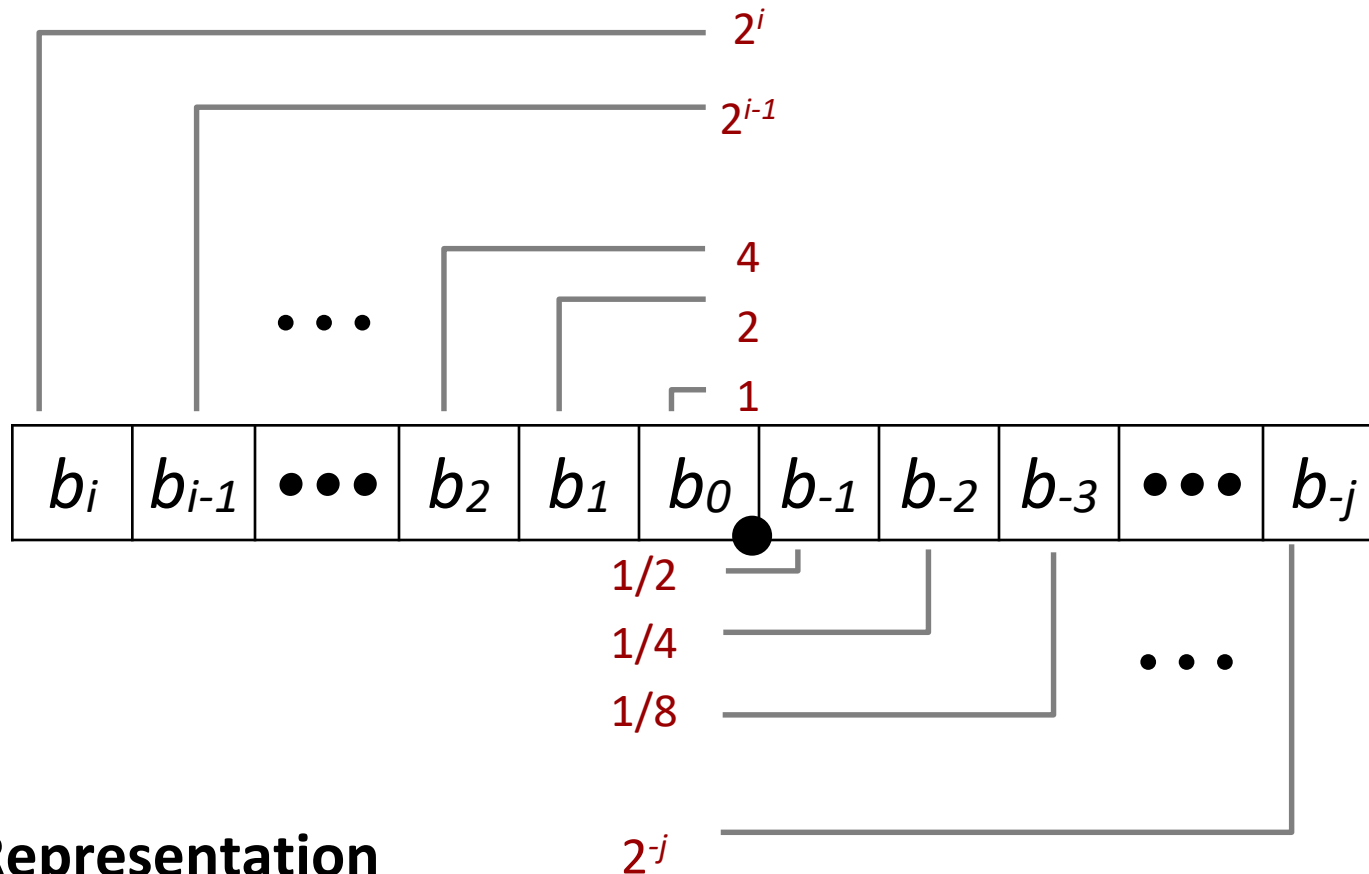 2^i
2^{i-1}
4
2
•••
1
b_i b_{i-1} ••• b_2 b_1 b_0 . b_{-1} b_{-2} b_{-3} ••• b_{-j}
1/2
1/4
•••
1/8
2^{-j}
Representation